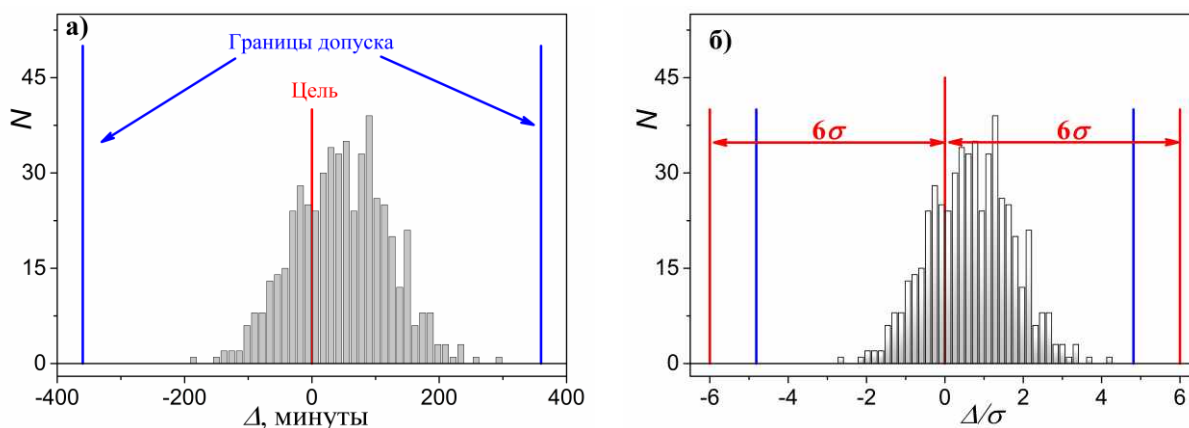 а)
Границы допуска
Цель
N
45
30
15
0
-400
-200
0
200
400
Δ, минуты
б)
6σ
6σ
N
45
30
15
0
-6
-4
-2
0
2
4
6
Δ/σ